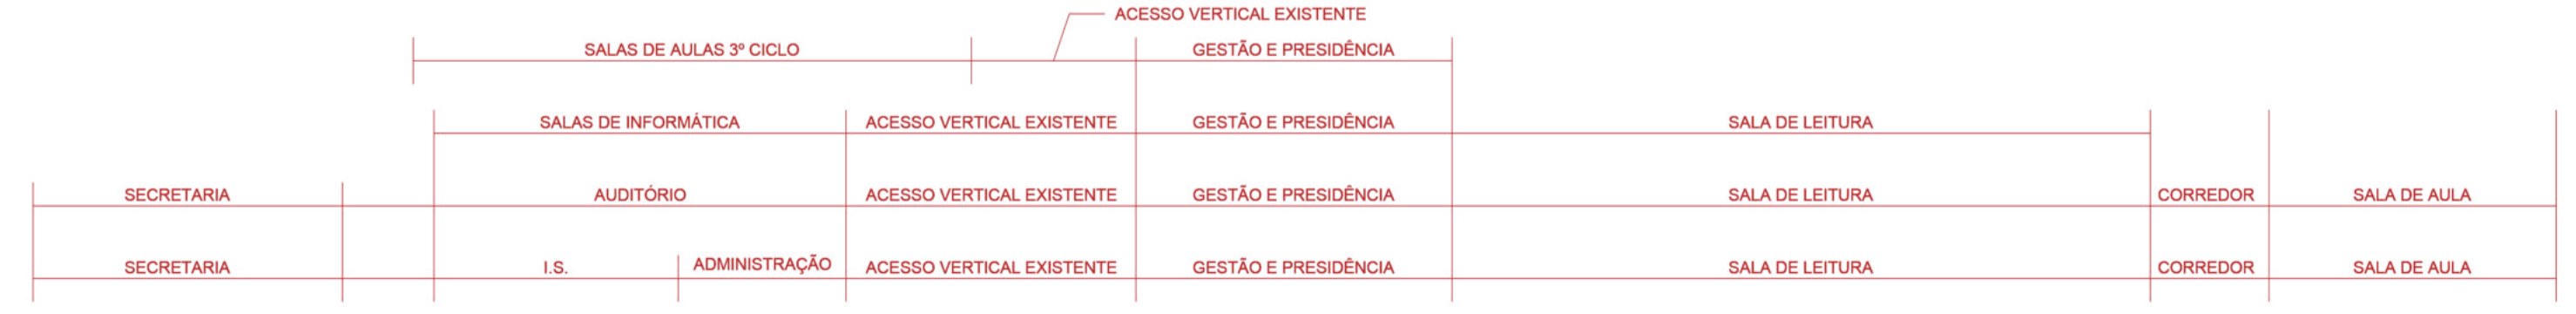 ACESSO VERTICAL EXISTENTE
SALAS DE AULAS 3º CICLO GESTÃO E PRESIDÊNCIA
SALAS DE INFORMÁTICA ACESSO VERTICAL EXISTENTE GESTÃO E PRESIDÊNCIA SALA DE LEITURA
SECRETARIA AUDITÓRIO ACESSO VERTICAL EXISTENTE GESTÃO E PRESIDÊNCIA SALA DE LEITURA CORREDOR SALA DE AULA
SECRETARIA I.S. ADMINISTRAÇÃO ACESSO VERTICAL EXISTENTE GESTÃO E PRESIDÊNCIA SALA DE LEITURA CORREDOR SALA DE AULA